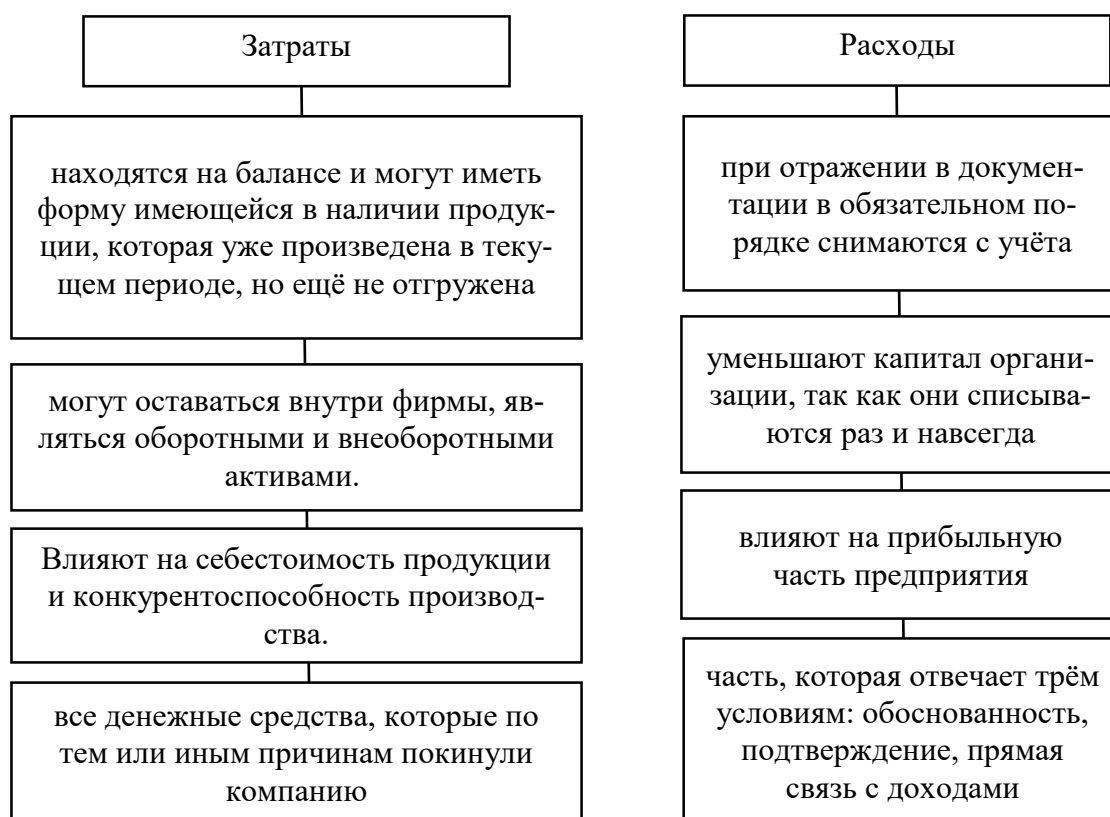 Затраты
находятся на балансе и могут иметь
форму имеющейся в наличии продук-
ции, которая уже произведена в теку-
щем периоде, но ещё не отгружена
могут оставаться внутри фирмы, яв-
ляться оборотными и внеоборотными
активами.
Влияют на себестоимость продукции
и конкурентоспособность производ-
ства.
все денежные средства, которые по
тем или иным причинам покинули
компанию
Расходы
при отражении в докумен-
тации в обязательном по-
рядке снимаются с учёта
уменьшают капитал органи-
зации, так как они списыва-
ются раз и навсегда
влияют на прибыльную
часть предприятия
часть, которая отвечает трём
условиям: обоснованность,
подтверждение, прямая
связь с доходами